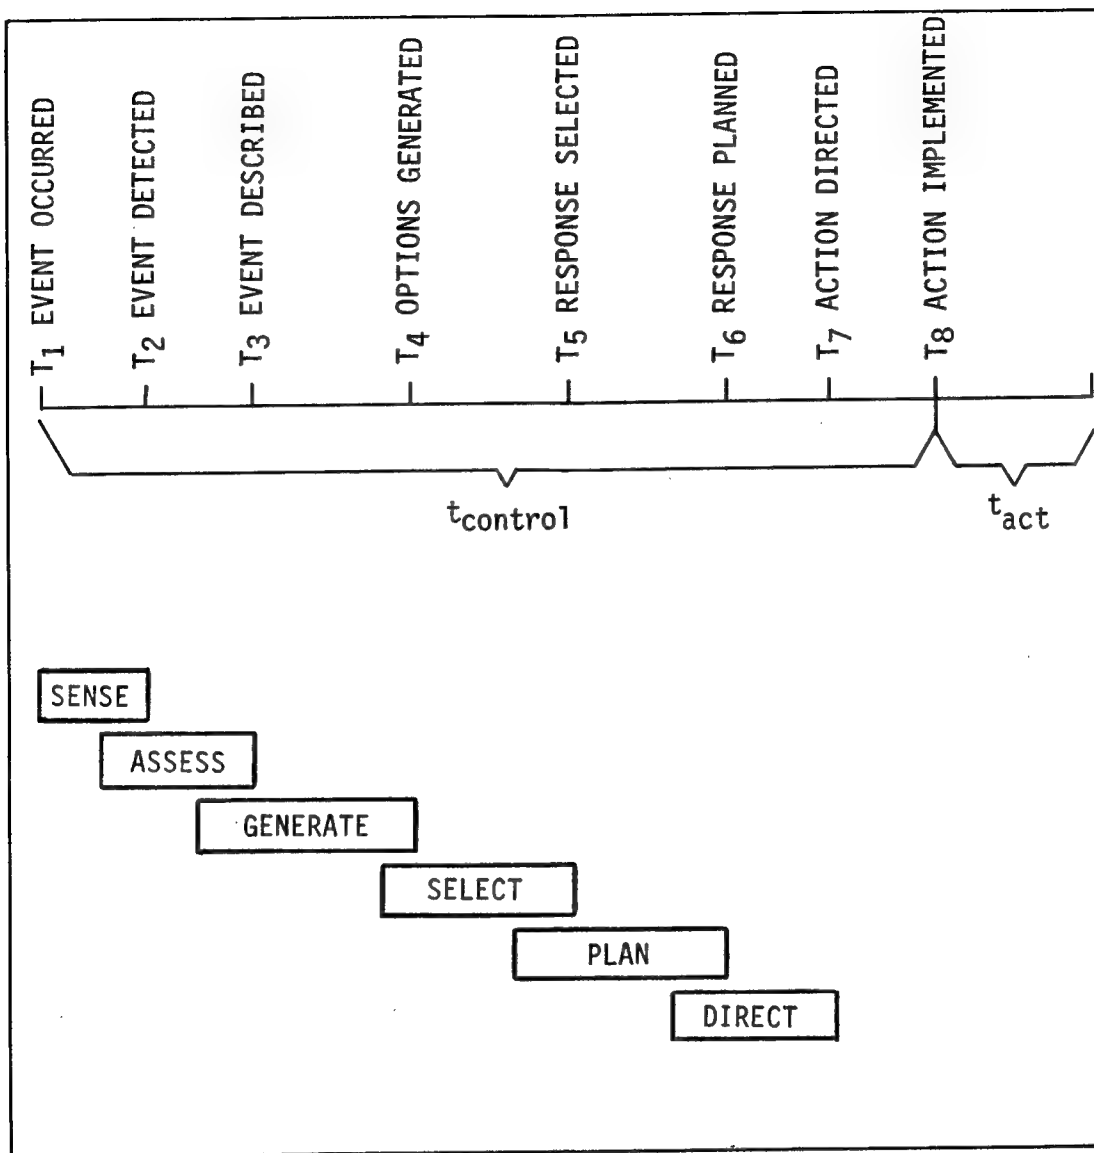 T1 EVENT OCCURRED
T2 EVENT DETECTED
T3 EVENT DESCRIBED
T4 OPTIONS GENERATED
T5 RESPONSE SELECTED
T6 RESPONSE PLANNED
T7 ACTION DIRECTED
T8 ACTION IMPLEMENTED
tcontrol
tact
SENSE
ASSESS
GENERATE
SELECT
PLAN
DIRECT